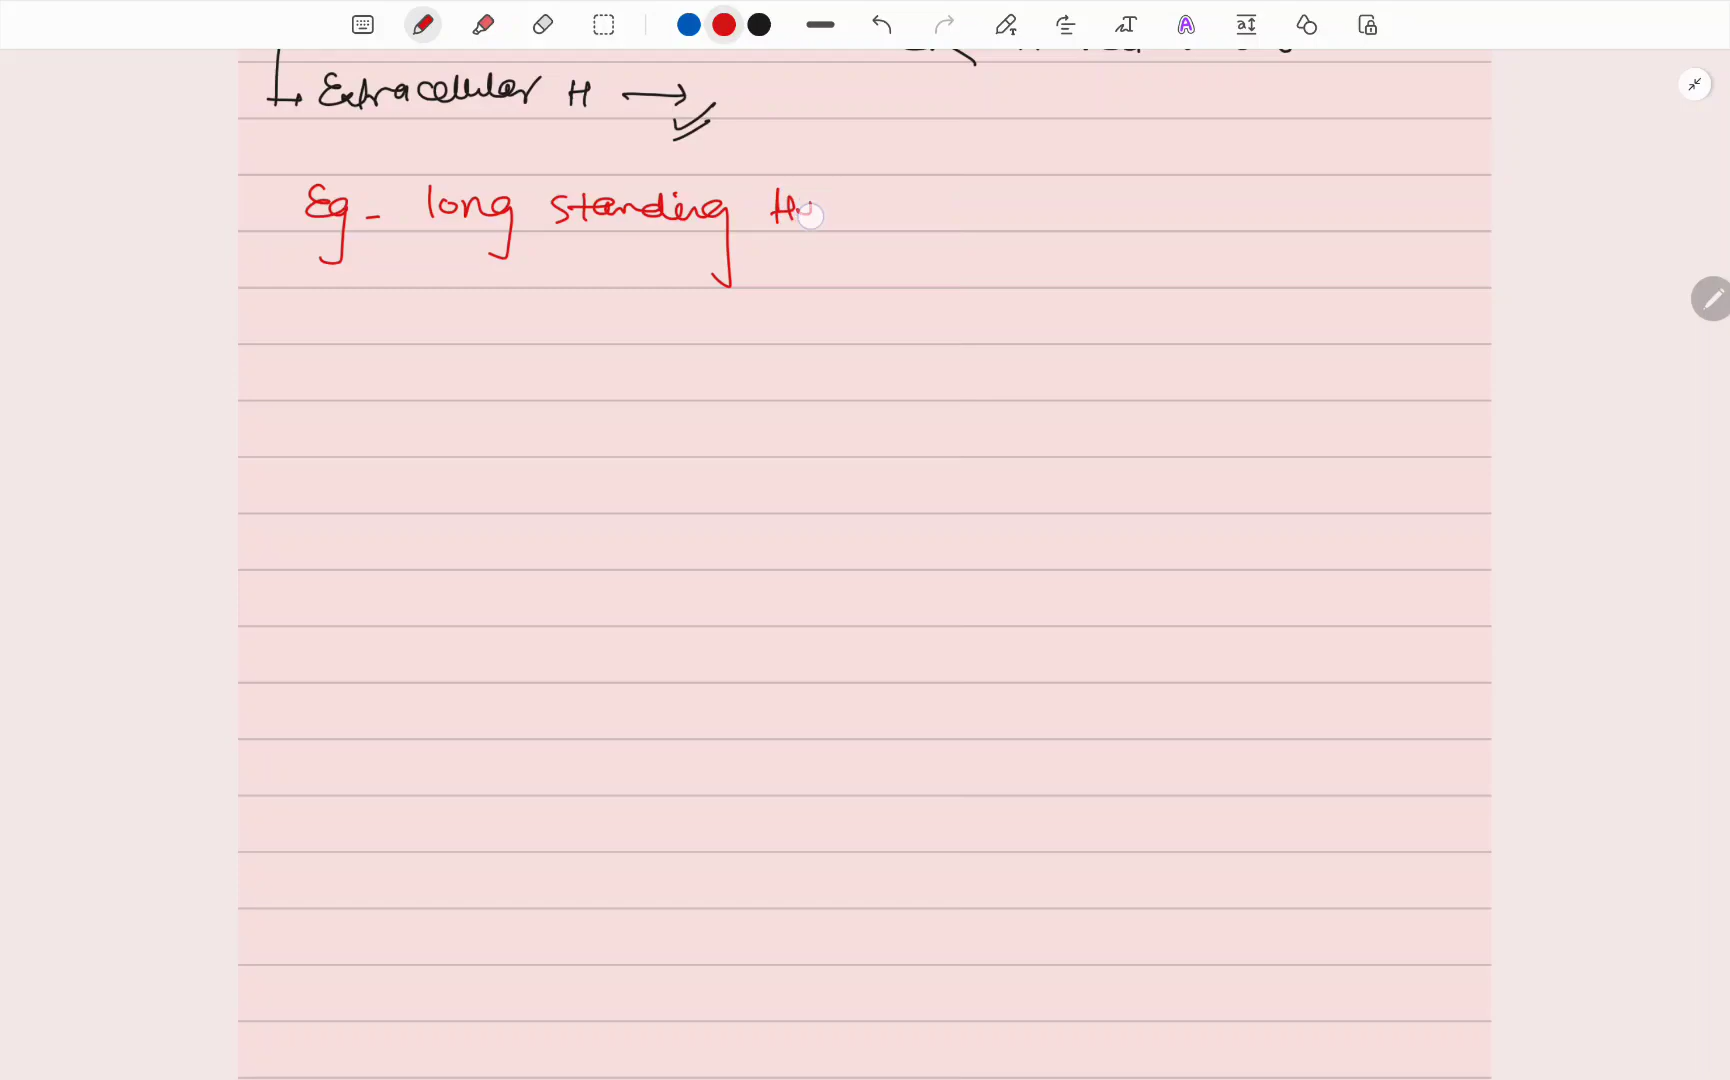 Extracellular H →
Eg - long standing